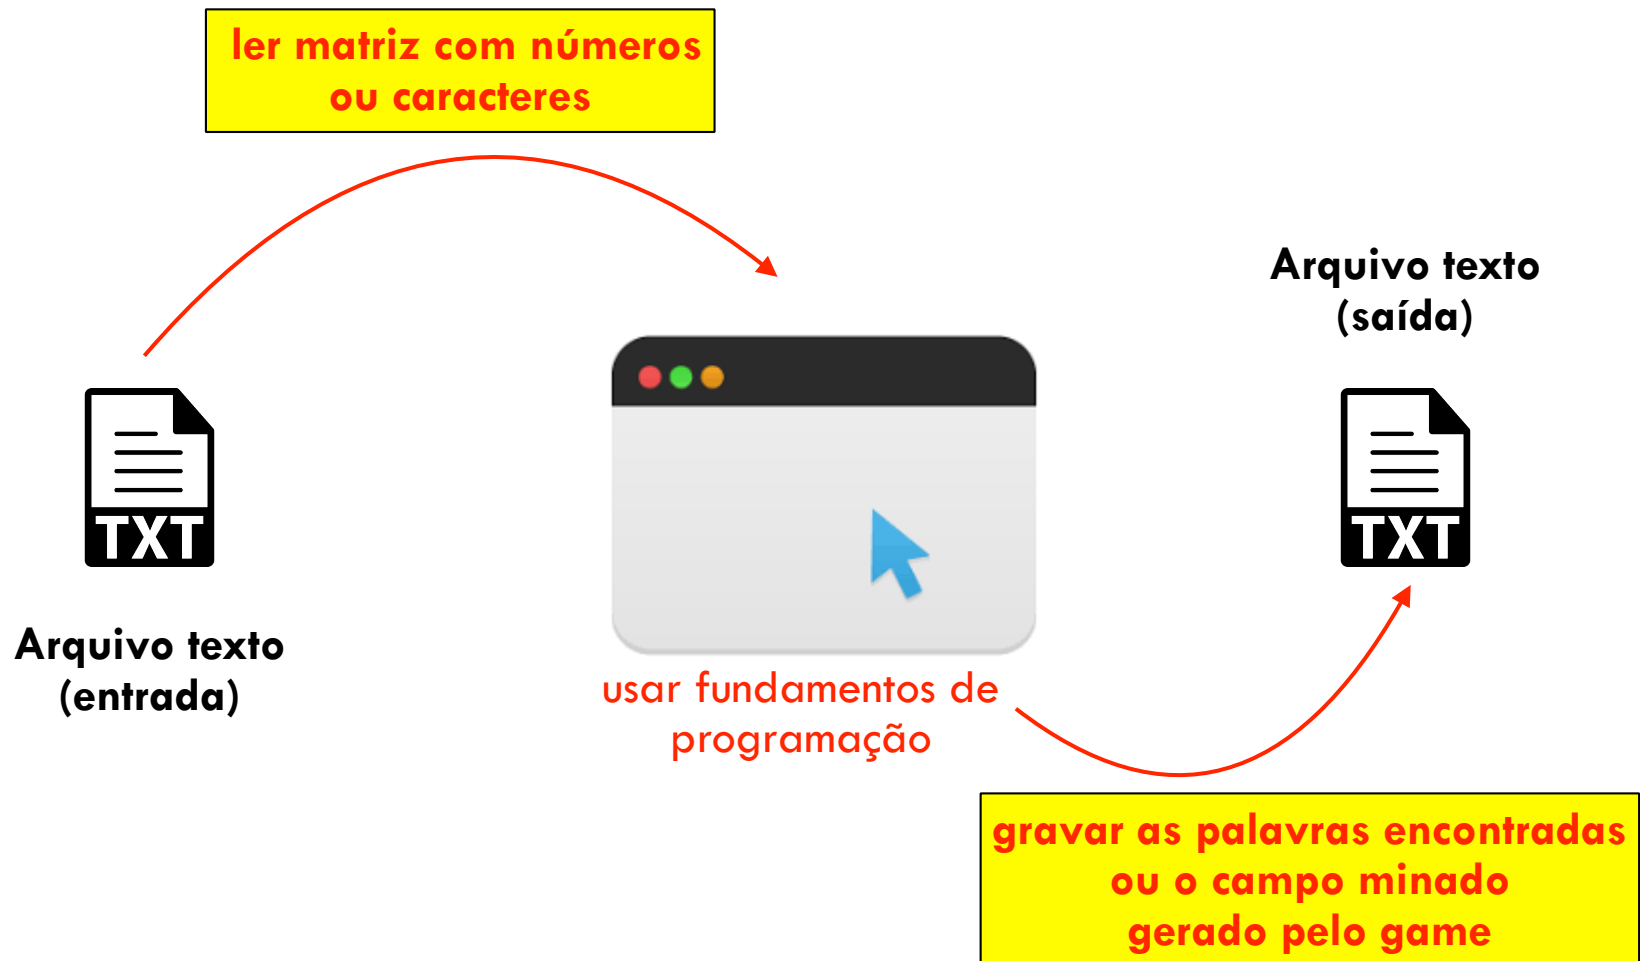 ler matriz com números
ou caracteres
Arquivo texto
(saída)
TXT
TXT
Arquivo texto
(entrada)
usar fundamentos de
programação
gravar as palavras encontradas
ou o campo minado
gerado pelo game